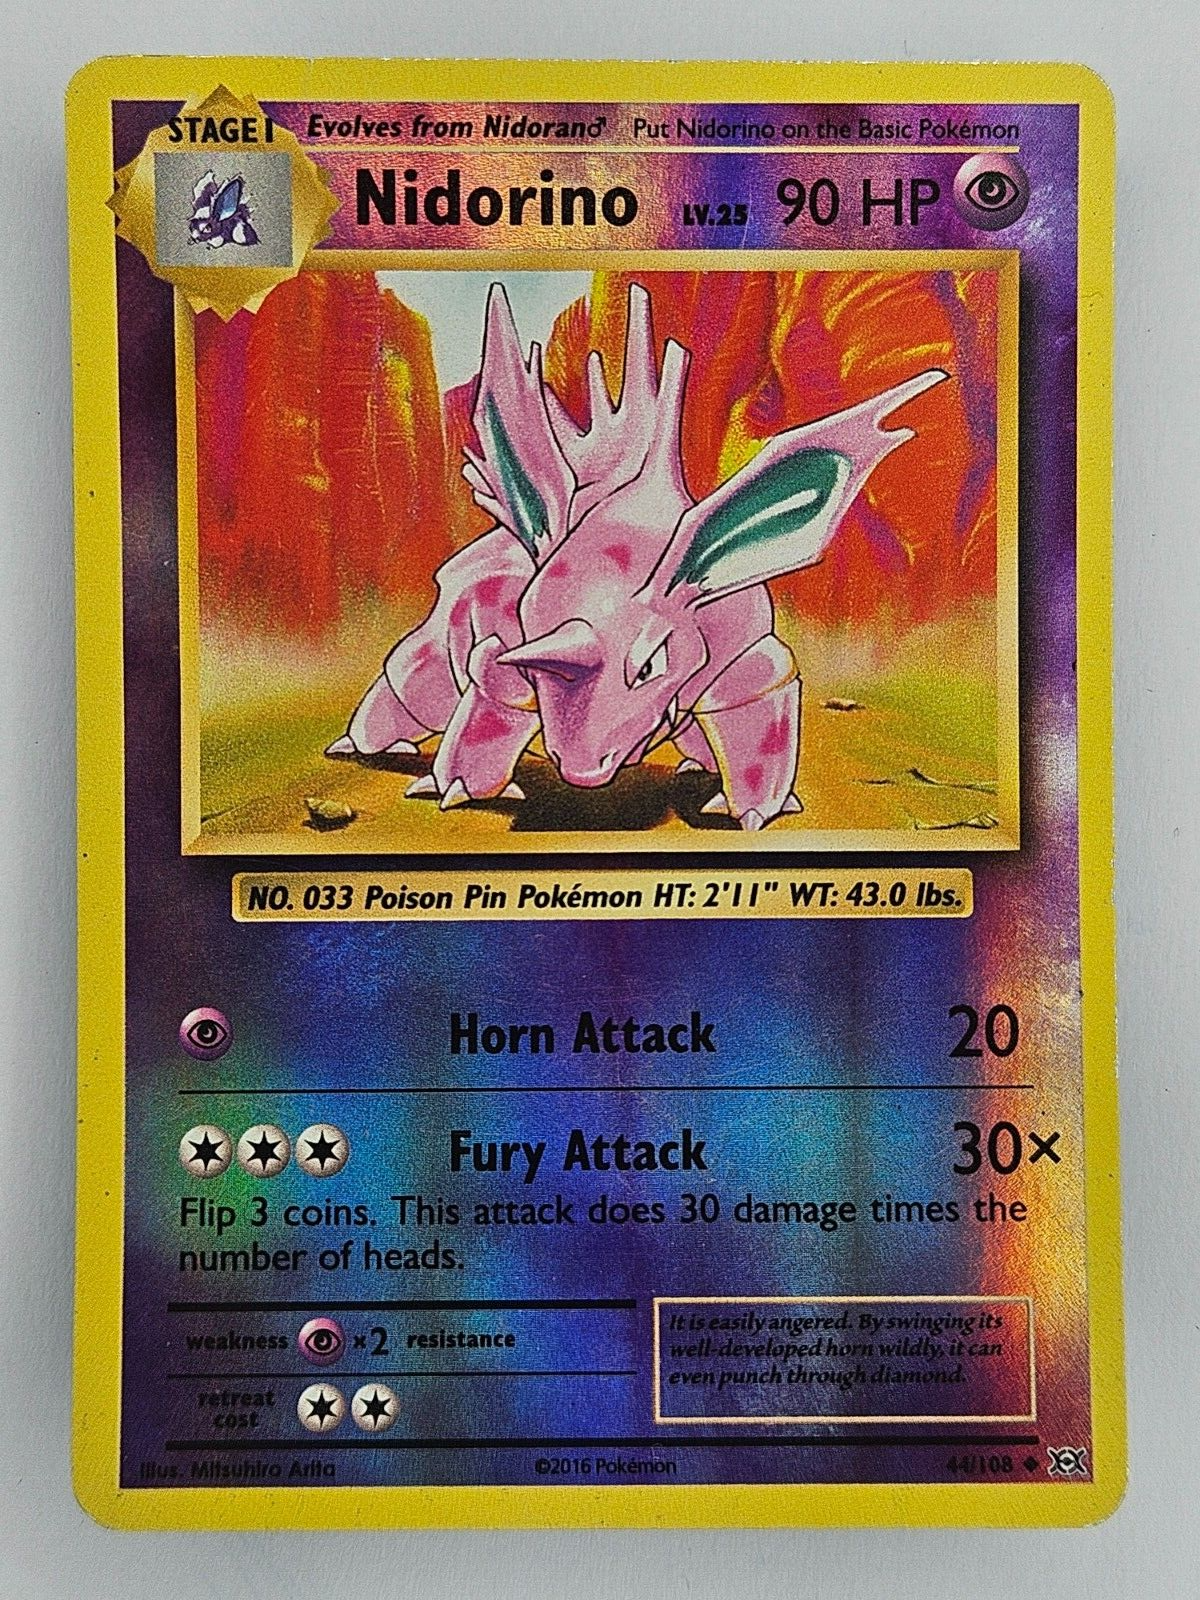 STAGE 1 Evolves from Nidoran♂ Put Nidorino on the Basic Pokémon
Nidorino LV.25 90 HP
NO. 033 Poison Pin Pokémon HT: 2'11" WT: 43.0 lbs.
Horn Attack 20
Fury Attack 30×
Flip 3 coins. This attack does 30 damage times the
number of heads.
weakness ×2 resistance
retreat
cost
It is easily angered. By swinging its
well-developed horn wildly, it can
even punch through diamond.
Illus. Mitsuhiro Arita ©2016 Pokémon 44/108